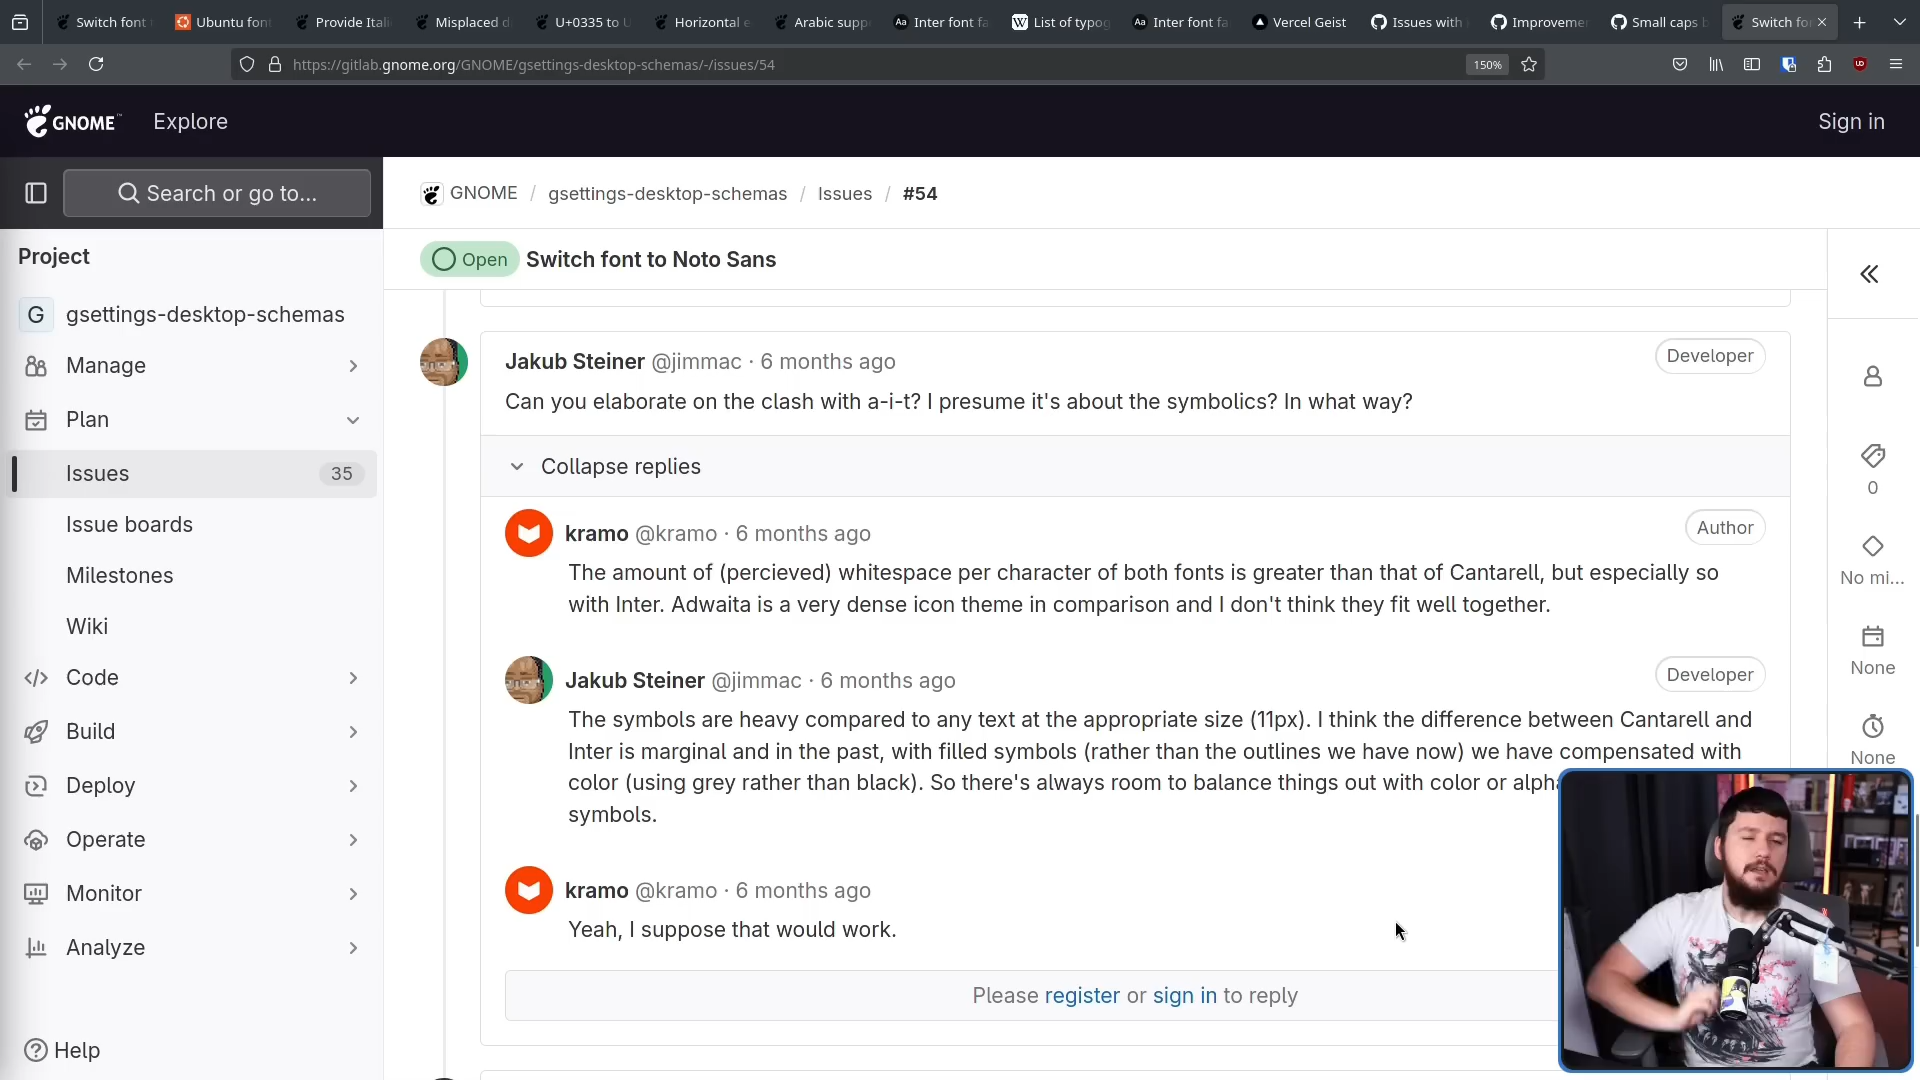 Switch font
Ubuntu fon
Provide Itali
Misplaced d
U+0335 to U
Horizontal e
Arabic supp
Inter font fa
List of typog
Inter font fa
Vercel Geist
Issues with
Improveme
Small caps b
Switch fo
https://gitlab.gnome.org/GNOME/gsettings-desktop-schemas/-/issues/54
150%
GNOME
Explore
Sign in
Search or go to...
GNOME / gsettings-desktop-schemas / Issues / #54
Project
Open Switch font to Noto Sans
G gsettings-desktop-schemas
Manage
Plan
Issues 35
Issue boards
Milestones
Wiki
Code
Build
Deploy
Operate
Monitor
Analyze
Help
Jakub Steiner @jimmac · 6 months ago
Developer
Can you elaborate on the clash with a-i-t? I presume it's about the symbolics? In what way?
Collapse replies
kramo @kramo · 6 months ago
Author
The amount of (percieved) whitespace per character of both fonts is greater than that of Cantarell, but especially so
with Inter. Adwaita is a very dense icon theme in comparison and I don't think they fit well together.
Jakub Steiner @jimmac · 6 months ago
Developer
The symbols are heavy compared to any text at the appropriate size (11px). I think the difference between Cantarell and
Inter is marginal and in the past, with filled symbols (rather than the outlines we have now) we have compensated with
color (using grey rather than black). So there's always room to balance things out with color or alph
symbols.
kramo @kramo · 6 months ago
Yeah, I suppose that would work.
Please register or sign in to reply
0
No mi...
None
None